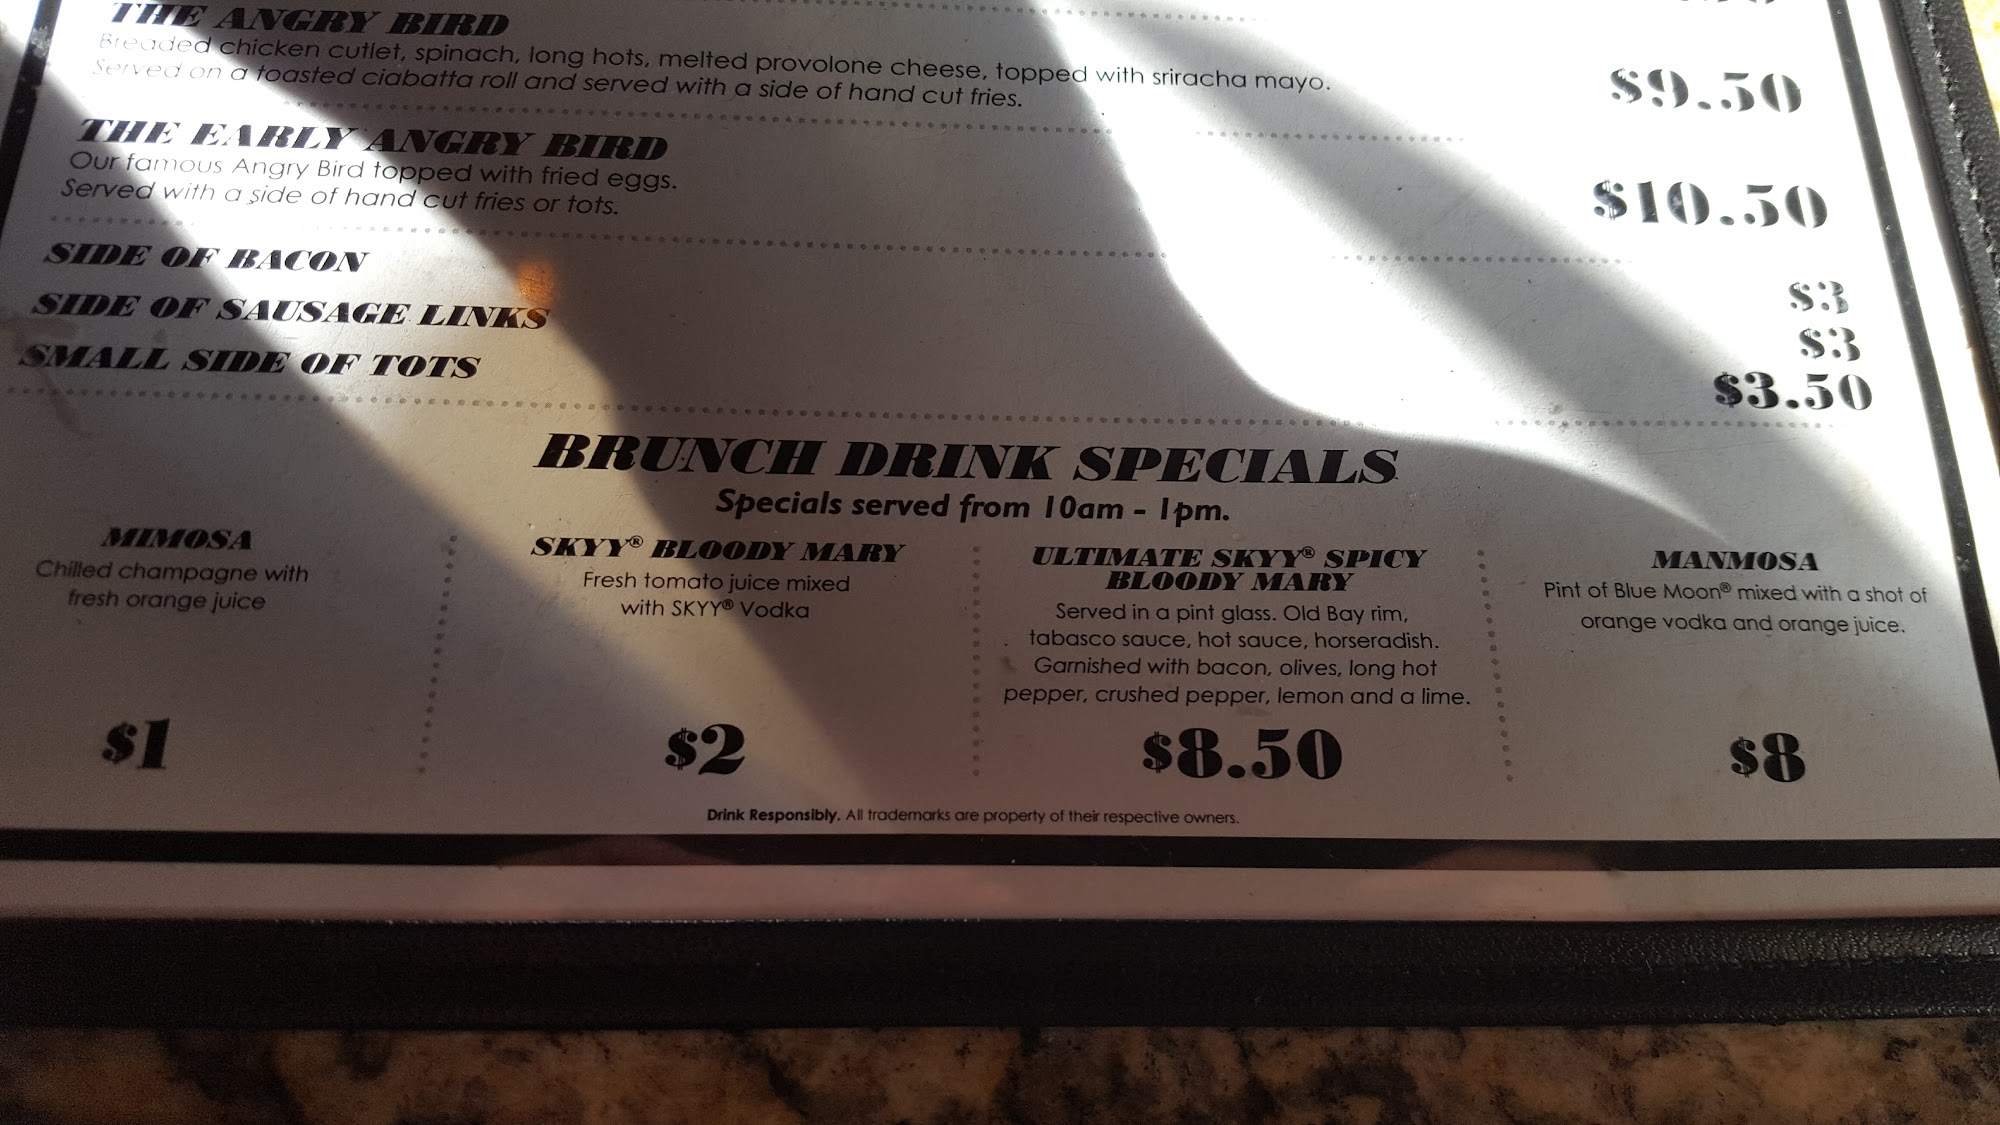 THE ANGRY BIRD
Breaded chicken cutlet, spinach, long hots, melted provolone cheese, topped with sriracha mayo.
Served on a toasted ciabatta roll and served with a side of hand cut fries.
$9.50
THE EARLY ANGRY BIRD
Our famous Angry Bird topped with fried eggs.
Served with a side of hand cut fries or tots.
$10.50
SIDE OF BACON
$3
SIDE OF SAUSAGE LINKS
$3
SMALL SIDE OF TOTS
$3.50
BRUNCH DRINK SPECIALS
Specials served from 10am - 1pm.
MIMOSA
Chilled champagne with
fresh orange juice
$1
SKYY® BLOODY MARY
Fresh tomato juice mixed
with SKYY® Vodka
$2
ULTIMATE SKYY® SPICY
BLOODY MARY
Served in a pint glass. Old Bay rim,
tabasco sauce, hot sauce, horseradish.
Garnished with bacon, olives, long hot
pepper, crushed pepper, lemon and a lime.
$8.50
MANMOSA
Pint of Blue Moon® mixed with a shot of
orange vodka and orange juice.
$8
Drink Responsibly. All trademarks are property of their respective owners.